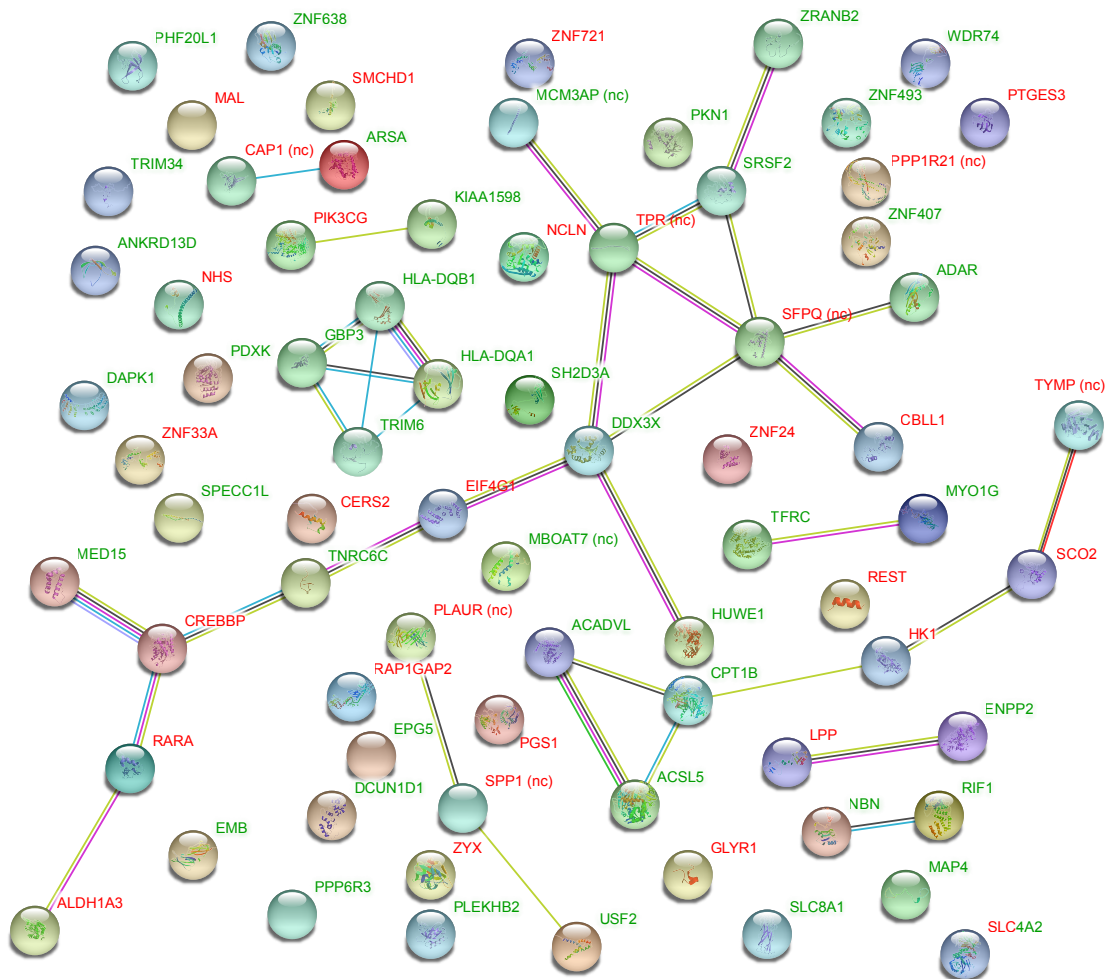 ZNF638
PHF20L1
ZNF721
ZRANB2
WDR74
SMCHD1
MAL
MCM3AP (nc)
ZNF493
PTGES3
PKN1
ARSA
CAP1 (nc)
TRIM34
SRSF2
PPP1R21 (nc)
KIAA1598
PIK3CG
NCLN
TPR (nc)
ZNF407
ANKRD13D
NHS
HLA-DQB1
ADAR
SFPQ (nc)
GBP3
PDXK
HLA-DQA1
SH2D3A
DAPK1
TYMP (nc)
TRIM6
DDX3X
CBLL1
ZNF33A
ZNF24
SPECC1L
CERS2
EIF4G1
MYO1G
TFRC
MBOAT7 (nc)
MED15
TNRC6C
SCO2
REST
CREBBP
PLAUR (nc)
ACADVL
HUWE1
HK1
RAP1GAP2
CPT1B
ENPP2
EPG5
PGS1
LPP
RARA
SPP1 (nc)
ACSL5
DCUN1D1
NBN
RIF1
EMB
ZYX
GLYR1
MAP4
PPP6R3
ALDH1A3
PLEKHB2
USF2
SLC8A1
SLC4A2